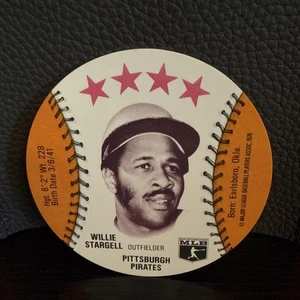 Hgt. 6'-2" Wt. 228
Birth Date 3/6/41
WILLIE
STARGELL OUTFIELDER
PITTSBURGH
PIRATES
MLB
Born: Earlsboro, Okla.
© MAJOR LEAGUE BASEBALL PLAYERS ASSOC. 1976